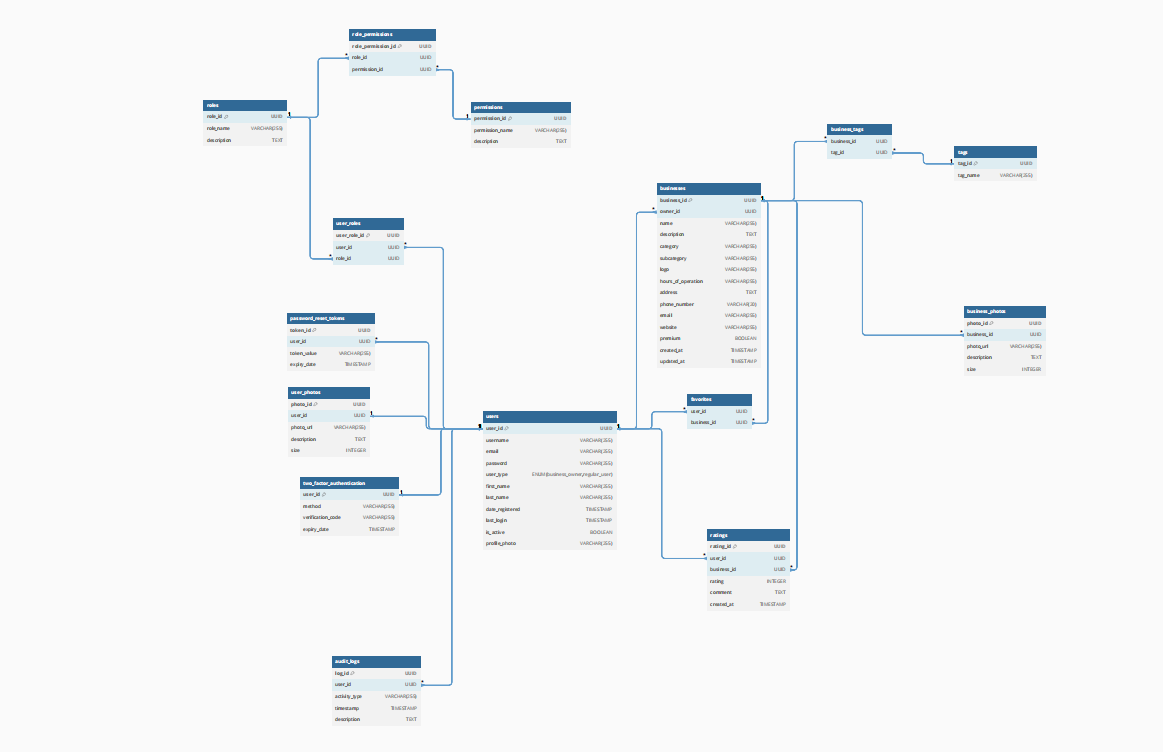 role_permissions
role_permission_id UUID
role_id UUID
permission_id UUID
roles
role_id UUID
role_name VARCHAR(255)
description TEXT
permissions
permission_id UUID
permission_name VARCHAR(255)
description TEXT
business_tags
business_id UUID
tag_id UUID
tags
tag_id UUID
tag_name VARCHAR(255)
businesses
business_id UUID
owner_id UUID
name VARCHAR(255)
description TEXT
category VARCHAR(255)
subcategory VARCHAR(255)
logo VARCHAR(255)
hours_of_operation VARCHAR(255)
address TEXT
phone_number VARCHAR(20)
email VARCHAR(255)
website VARCHAR(255)
premium BOOLEAN
created_at TIMESTAMP
updated_at TIMESTAMP
user_roles
user_role_id UUID
user_id UUID
role_id UUID
business_photos
photo_id UUID
business_id UUID
photo_url VARCHAR(255)
description TEXT
size INTEGER
password_reset_tokens
token_id UUID
user_id UUID
token_value VARCHAR(255)
expiry_date TIMESTAMP
user_photos
photo_id UUID
user_id UUID
photo_url VARCHAR(255)
description TEXT
size INTEGER
favorites
user_id UUID
business_id UUID
users
user_id UUID
username VARCHAR(255)
email VARCHAR(255)
password VARCHAR(255)
user_type ENUM(business_owner,regular_user)
first_name VARCHAR(255)
last_name VARCHAR(255)
date_registered TIMESTAMP
last_login TIMESTAMP
is_active BOOLEAN
profile_photo VARCHAR(255)
two_factor_authentication
user_id UUID
method VARCHAR(255)
verification_code VARCHAR(255)
expiry_date TIMESTAMP
ratings
rating_id UUID
user_id UUID
business_id UUID
rating INTEGER
comment TEXT
created_at TIMESTAMP
audit_logs
log_id UUID
user_id UUID
activity_type VARCHAR(255)
timestamp TIMESTAMP
description TEXT